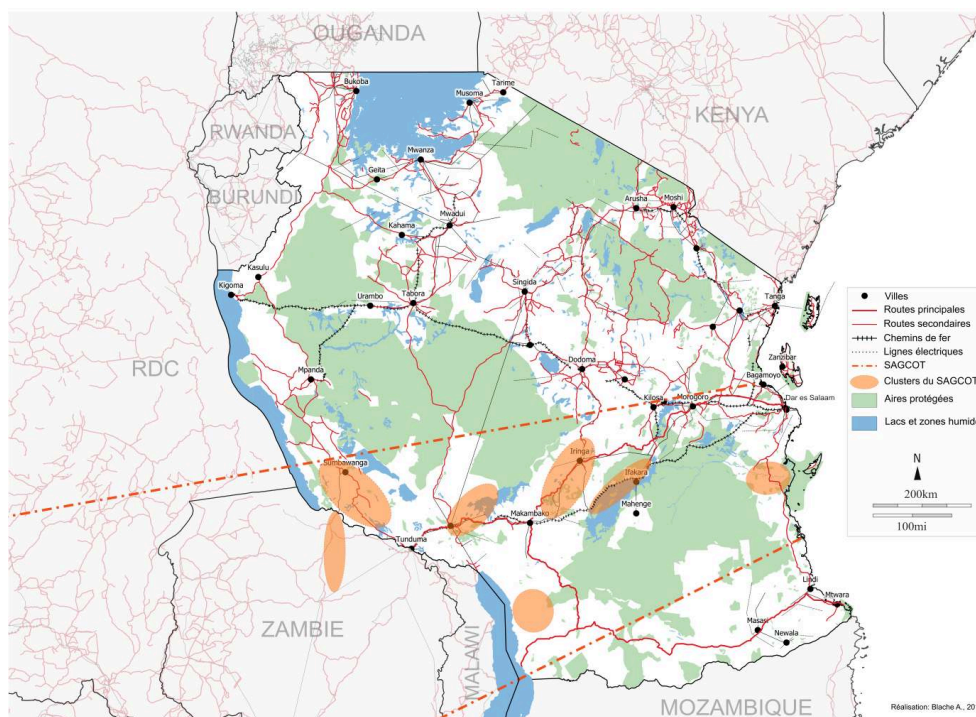 OUGANDA
KENYA
RWANDA
BURUNDI
RDC
ZAMBIE
MALAWI
MOZAMBIQUE
Bukoba
Musoma
Tarime
Mwanza
Geita
Mwadui
Kahama
Arusha
Moshi
Kasulu
Kigoma
Urambo
Tabora
Singida
Tanga
Mpanda
Dodoma
Zanzibar
Bagamoyo
Kilosa
Morogoro
Dar es Salaam
Sumbawanga
Iringa
Ifakara
Mahenge
Makambako
Tunduma
Lindi
Mtwara
Masasi
Newala
Villes
Routes principales
Routes secondaires
Chemins de fer
Lignes électriques
SAGCOT
Clusters du SAGCOT
Aires protégées
Lacs et zones humid
N
200km
100mi
Réalisation: Blache A., 20